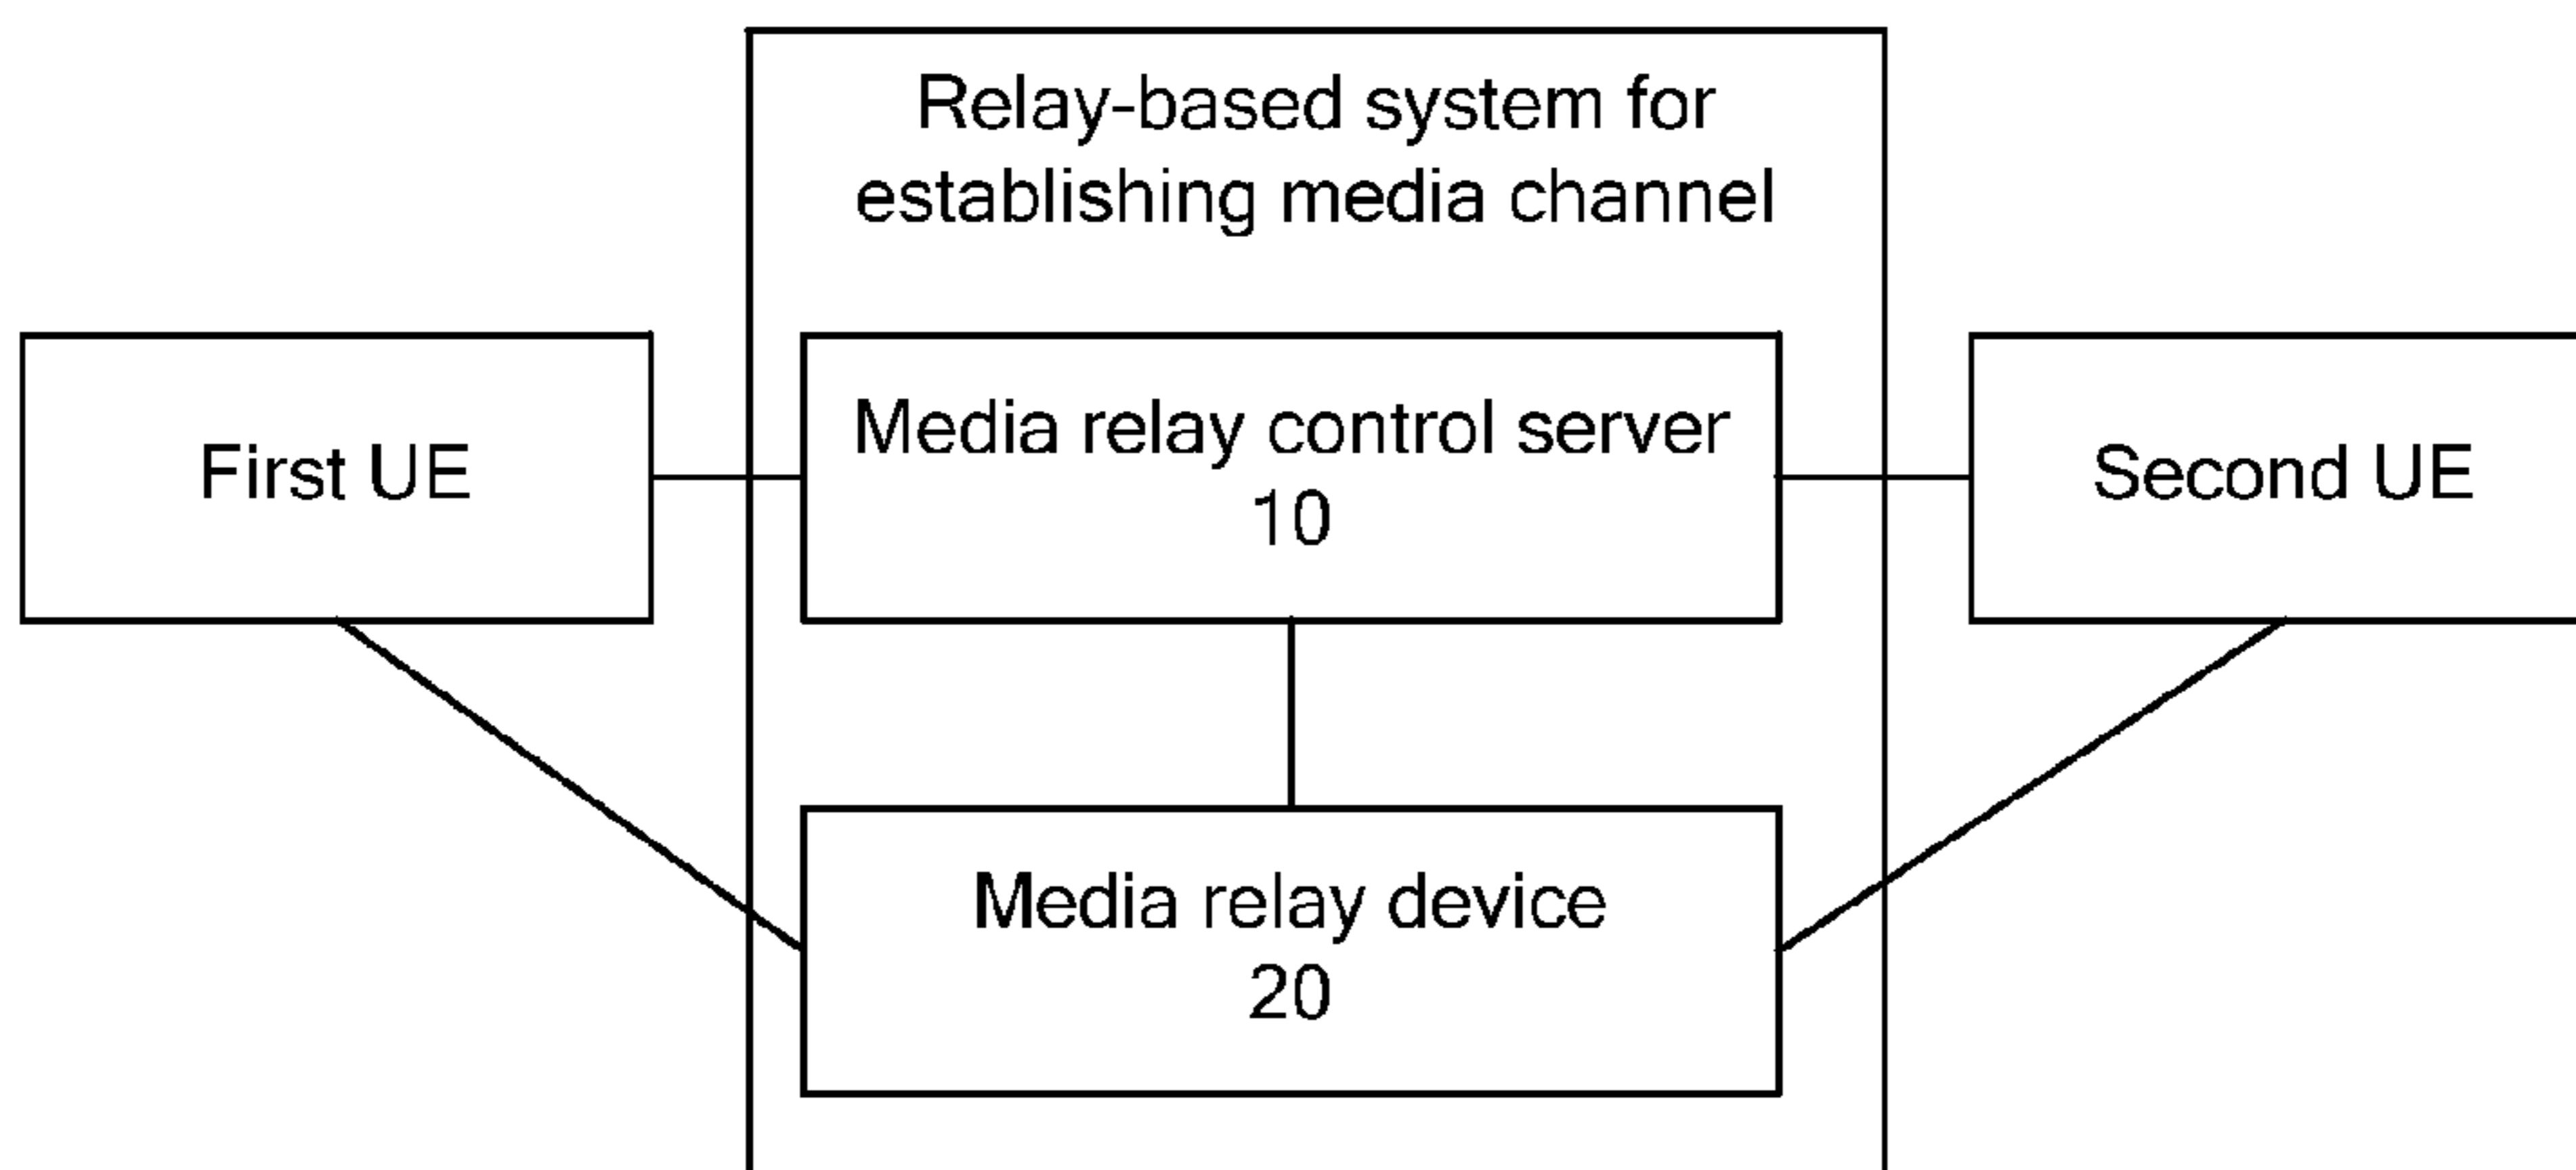 Relay-based system for
establishing media channel
First UE
Media relay control server
10
Second UE
Media relay device
20